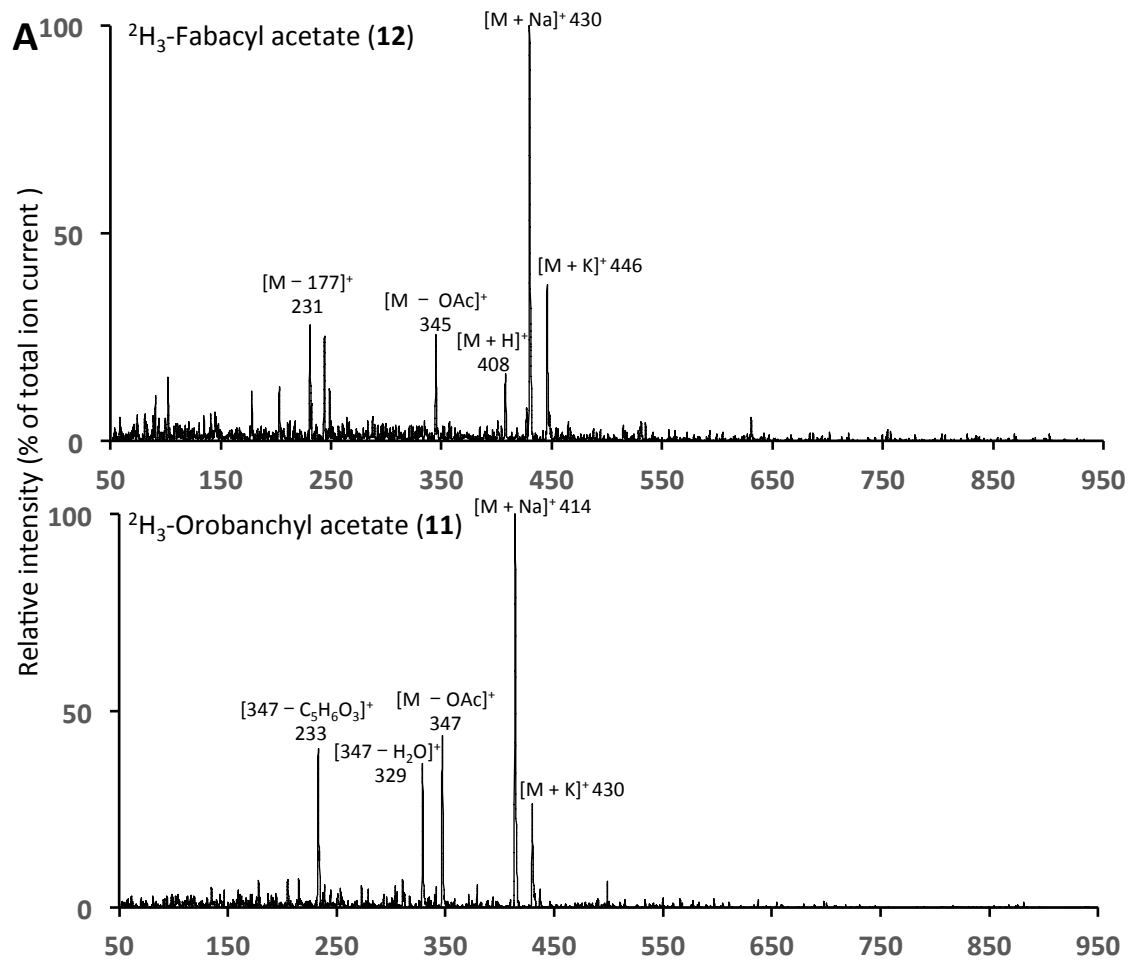 A
²H₃-Fabacyl acetate (12)
[M + Na]⁺ 430
[M + K]⁺ 446
[M − 177]⁺
231
[M − OAc]⁺
345
[M + H]⁺
408
100
50
0
50 150 250 350 450 550 650 750 850 950
Relative intensity (% of total ion current )
²H₃-Orobanchyl acetate (11)
[M + Na]⁺ 414
[M − OAc]⁺
347
[347 − C₅H₆O₃]⁺
233
[347 − H₂O]⁺
329
[M + K]⁺ 430
100
50
0
50 150 250 350 450 550 650 750 850 950